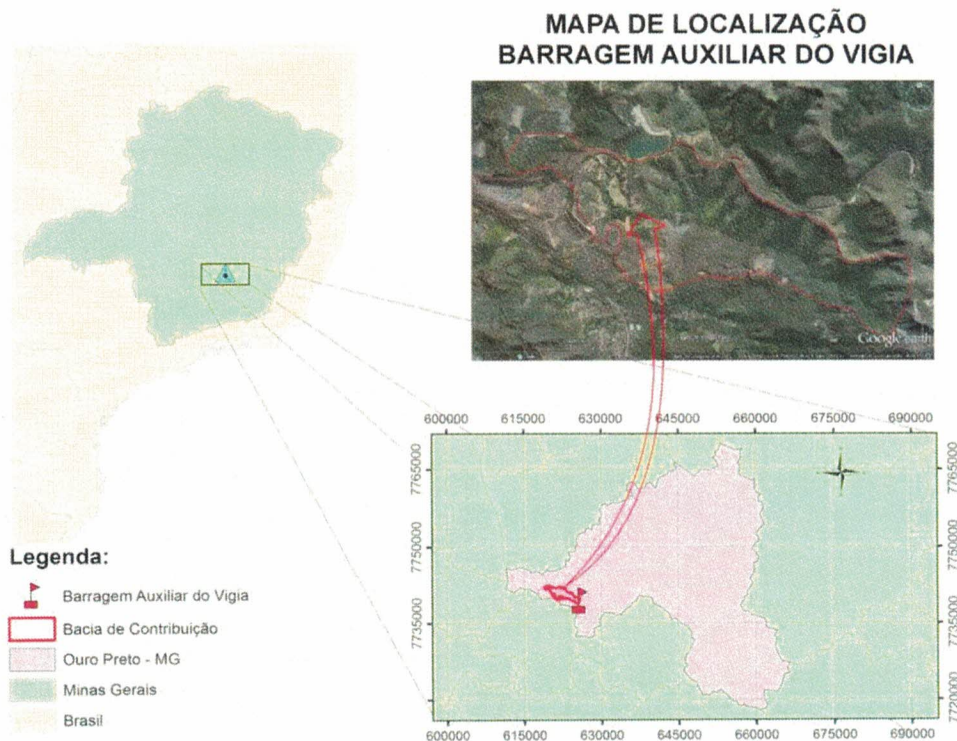 MAPA DE LOCALIZAÇÃO
BARRAGEM AUXILIAR DO VIGIA
Google earth
600000 615000 630000 645000 660000 675000 690000
7765000 7765000
7750000 7750000
7735000 7735000
7720000 7720000
600000 615000 630000 645000 660000 675000 690000
Legenda:
Barragem Auxiliar do Vigia
Bacia de Contribuição
Ouro Preto - MG
Minas Gerais
Brasil